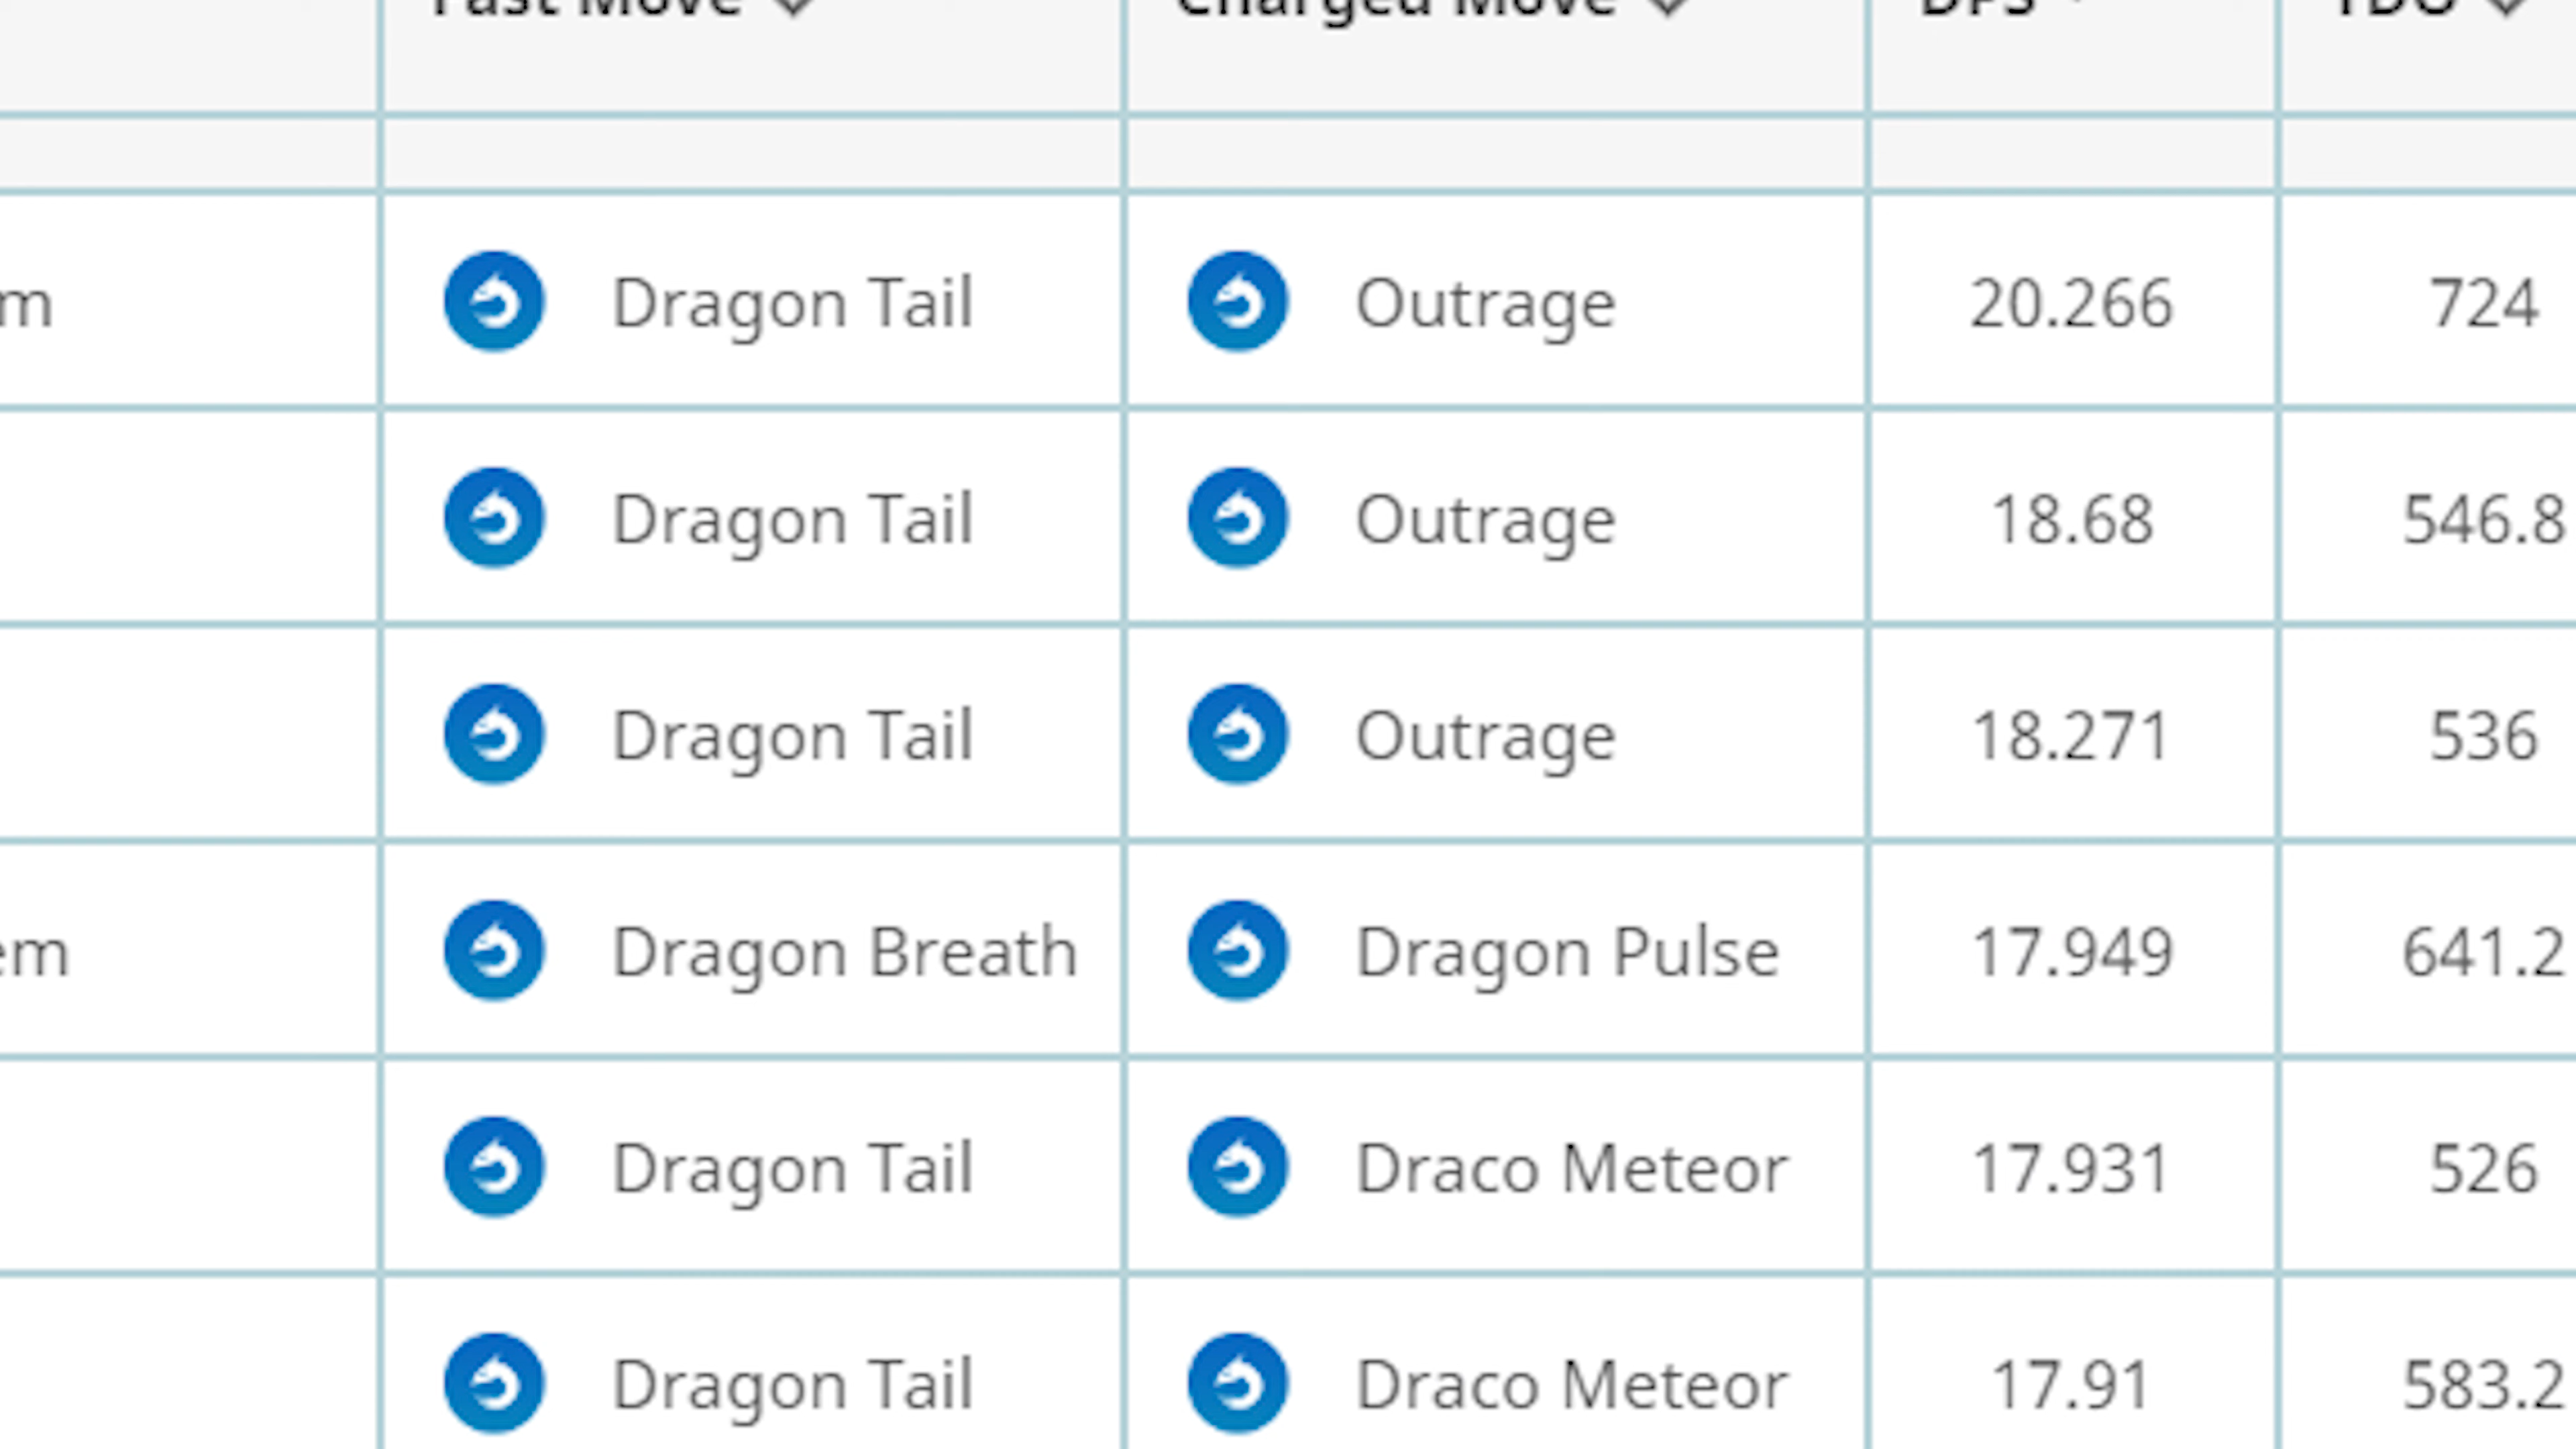 Fast Move Charged Move DPS TDO
m Dragon Tail Outrage 20.266 724
Dragon Tail Outrage 18.68 546.8
Dragon Tail Outrage 18.271 536
em Dragon Breath Dragon Pulse 17.949 641.2
Dragon Tail Draco Meteor 17.931 526
Dragon Tail Draco Meteor 17.91 583.2